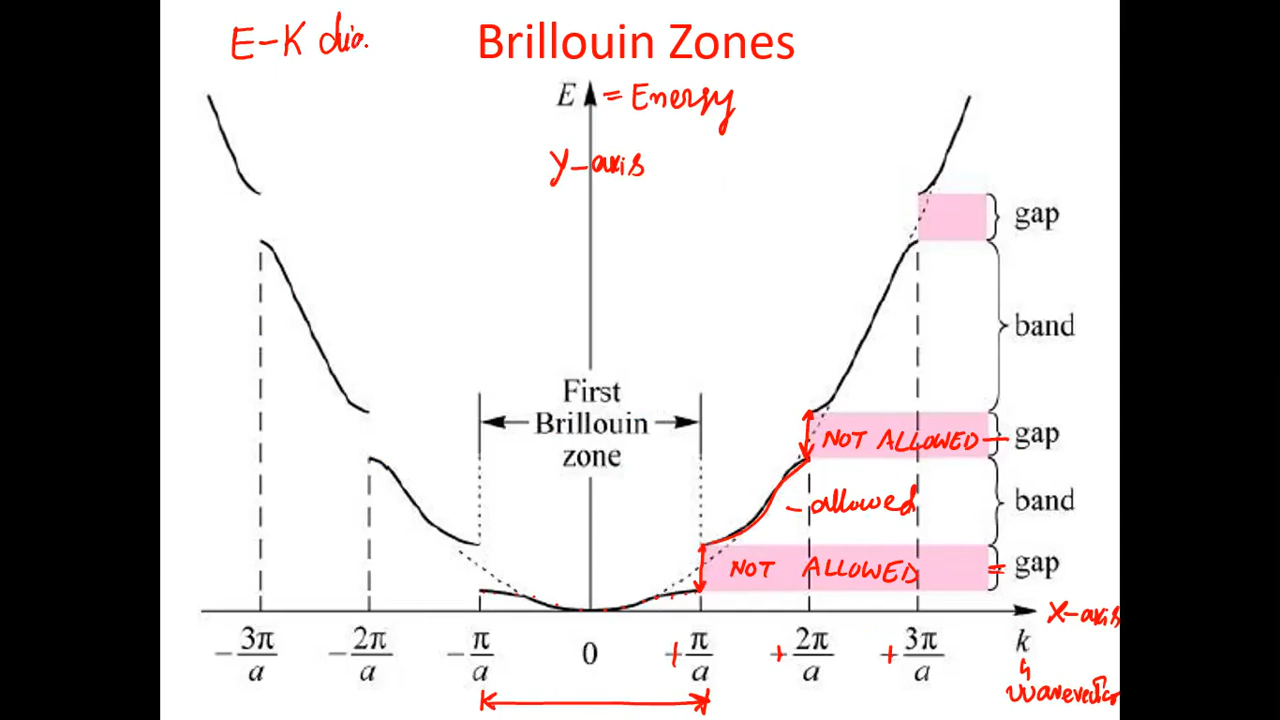 E-K dia.
Brillouin Zones
E = Energy
Y-axis
gap
band
First
Brillouin
zone
NOT ALLOWED
gap
allowed
band
NOT ALLOWED
gap
X-axis
-3π/a -2π/a -π/a 0 +π/a +2π/a +3π/a k
wavevector